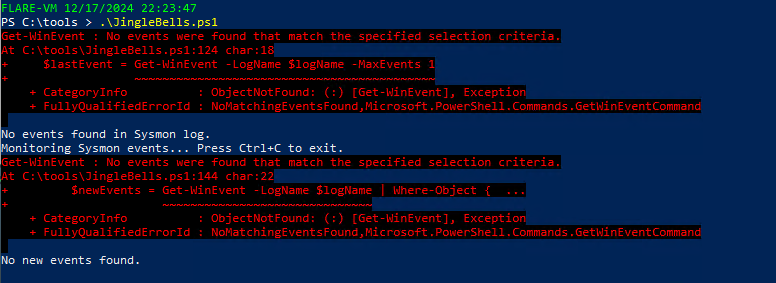 FLARE-VM 12/17/2024 22:23:47
PS C:\tools > .\JingleBells.ps1
Get-WinEvent : No events were found that match the specified selection criteria.
At C:\tools\JingleBells.ps1:124 char:18
+     $lastEvent = Get-WinEvent -LogName $logName -MaxEvents 1
+                  ~~~~~~~~~~~~~~~~~~~~~~~~~~~~~~~~~~~~~~~~~~~
    + CategoryInfo          : ObjectNotFound: (:) [Get-WinEvent], Exception
    + FullyQualifiedErrorId : NoMatchingEventsFound,Microsoft.PowerShell.Commands.GetWinEventCommand
No events found in Sysmon log.
Monitoring Sysmon events... Press Ctrl+C to exit.
Get-WinEvent : No events were found that match the specified selection criteria.
At C:\tools\JingleBells.ps1:144 char:22
+         $newEvents = Get-WinEvent -LogName $logName | Where-Object {  ...
+                      ~~~~~~~~~~~~~~~~~~~~~~~~~~~~~~
    + CategoryInfo          : ObjectNotFound: (:) [Get-WinEvent], Exception
    + FullyQualifiedErrorId : NoMatchingEventsFound,Microsoft.PowerShell.Commands.GetWinEventCommand
No new events found.